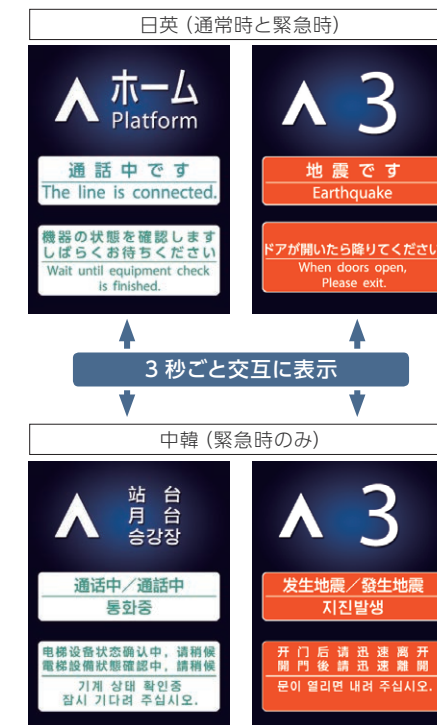 日英（通常時と緊急時）
ホーム
Platform
通話中です
The line is connected.
機器の状態を確認します
しばらくお待ちください
Wait until equipment check
is finished.
3
地震です
Earthquake
ドアが開いたら降りてください
When doors open,
Please exit.
3秒ごと交互に表示
中韓（緊急時のみ）
站台
月台
승강장
通话中／通話中
통화중
电梯设备状态确认中，请稍候
電梯設備狀態確認中，請稍候
기계 상태 확인중
잠시 기다려 주십시오.
3
发生地震／發生地震
지진발생
开门后请迅速离开
開門後請迅速離開
문이 열리면 내려 주십시오.